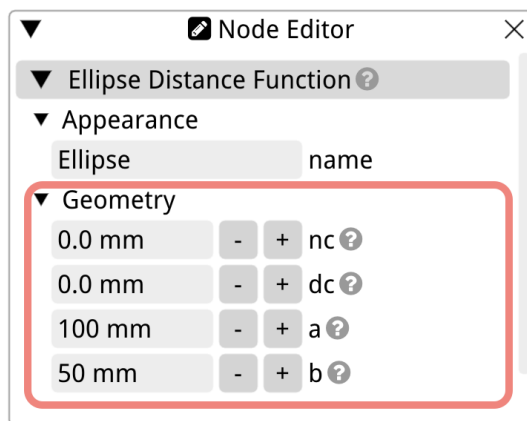 Node Editor
Ellipse Distance Function ?
Appearance
Ellipse name
Geometry
0.0 mm - + nc ?
0.0 mm - + dc ?
100 mm - + a ?
50 mm - + b ?